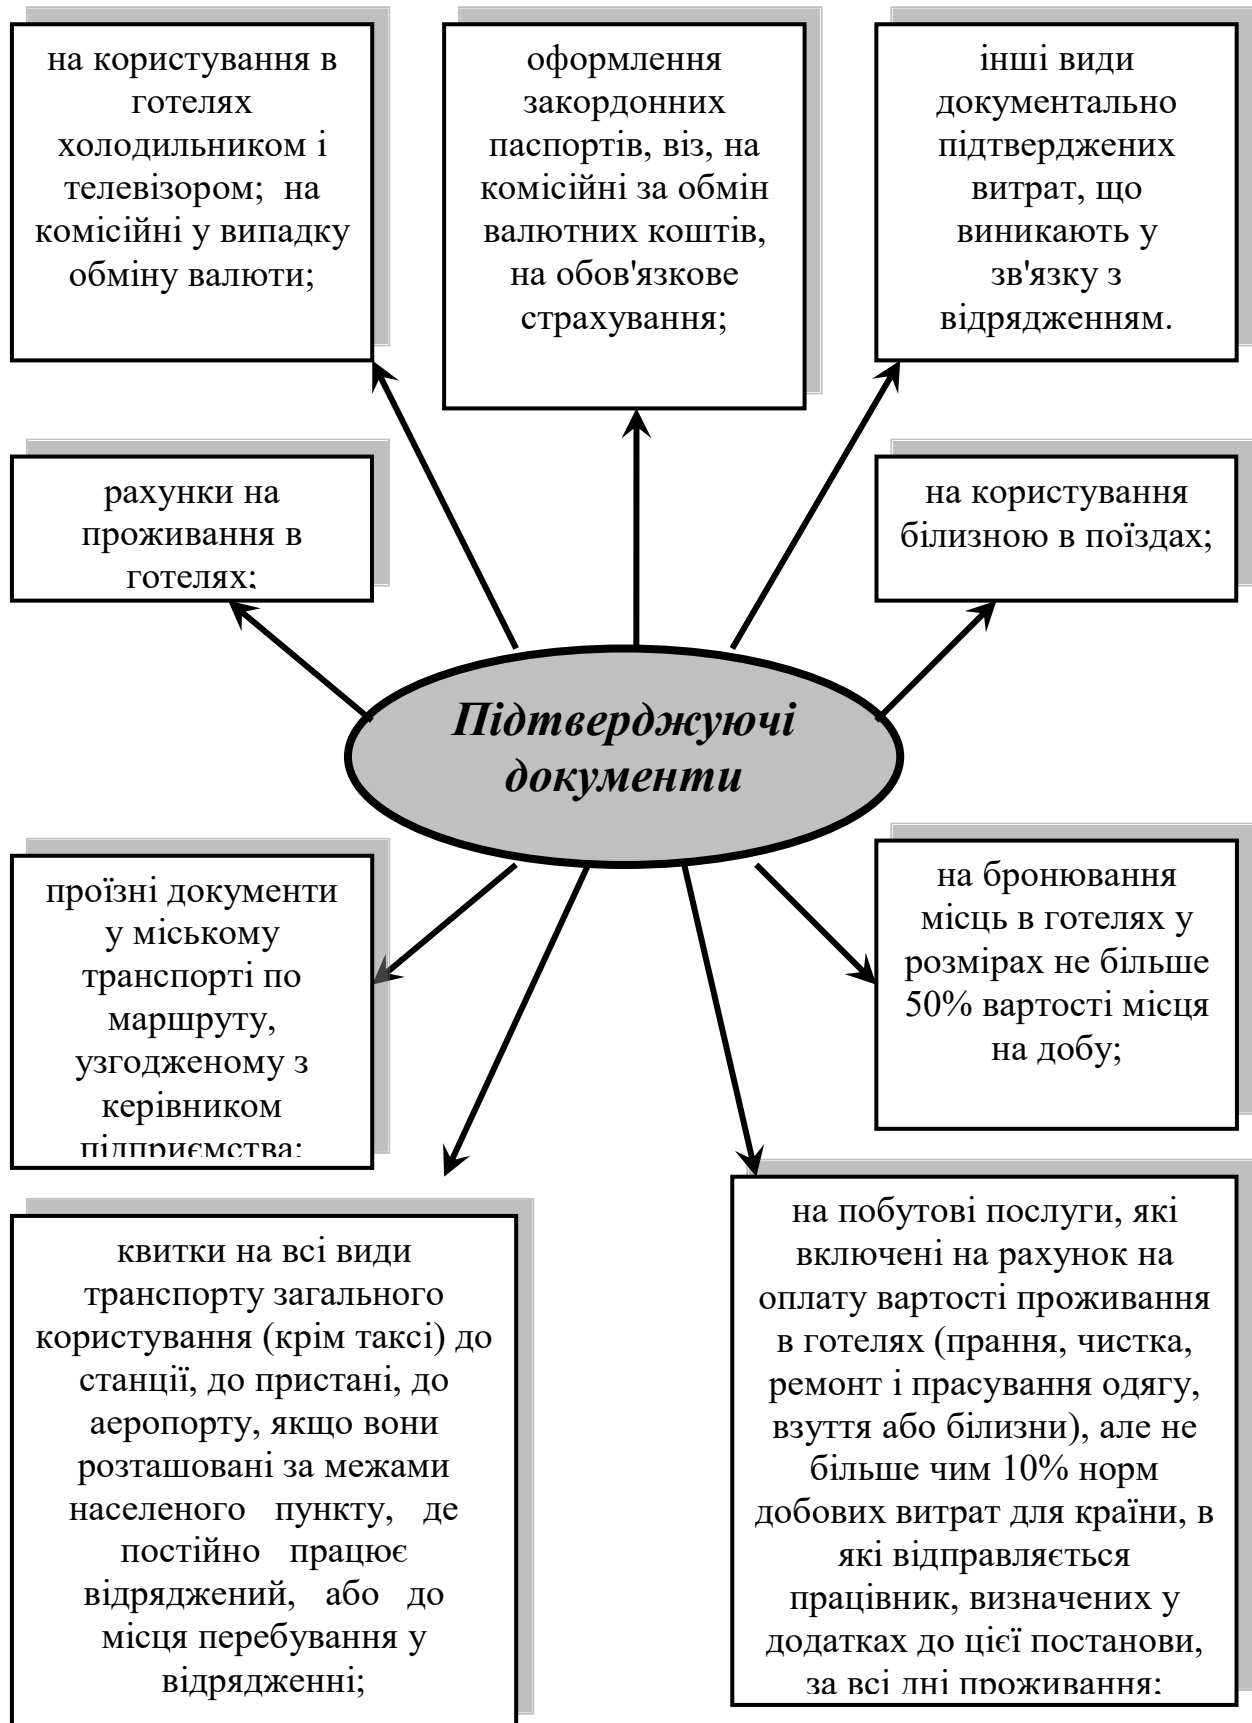 на користування в
готелях
холодильником і
телевізором;  на
комісійні у випадку
обміну валюти;
оформлення
закордонних
паспортів, віз, на
комісійні за обмін
валютних коштів,
на обов'язкове
страхування;
інші види
документально
підтверджених
витрат, що
виникають у
зв'язку з
відрядженням.
рахунки на
проживання в
готелях;
на користування
білизною в поїздах;
Підтверджуючі
документи
проїзні документи
у міському
транспорті по
маршруту,
узгодженому з
керівником
підприємства;
на бронювання
місць в готелях у
розмірах не більше
50% вартості місця
на добу;
квитки на всі види
транспорту загального
користування (крім таксі) до
станції, до пристані, до
аеропорту, якщо вони
розташовані за межами
населеного пункту, де
постійно працює
відряджений, або до
місця перебування у
відрядженні;
на побутові послуги, які
включені на рахунок на
оплату вартості проживання
в готелях (прання, чистка,
ремонт і прасування одягу,
взуття або білизни), але не
більше чим 10% норм
добових витрат для країни, в
які відправляється
працівник, визначених у
додатках до цієї постанови,
за всі дні проживання;